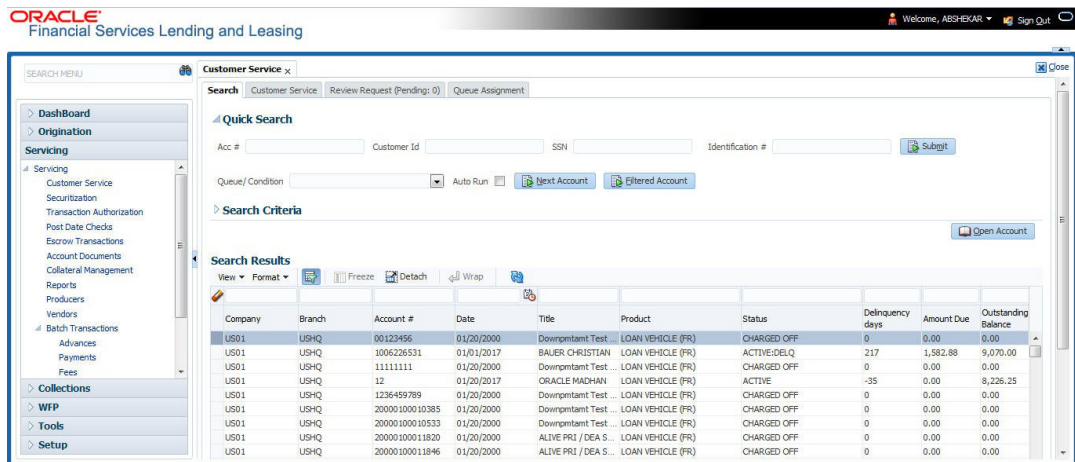 ORACLE®
Financial Services Lending and Leasing
Welcome, ABSHEKAR
Sign Out
SEARCH MENU
DashBoard
Origination
Servicing
Servicing
Customer Service
Securitization
Transaction Authorization
Post Date Checks
Escrow Transactions
Account Documents
Collateral Management
Reports
Producers
Vendors
Batch Transactions
Advances
Payments
Fees
Collections
WFP
Tools
Setup
Customer Service ×
Close
Search Customer Service Review Request (Pending: 0) Queue Assignment
Quick Search
Acc # Customer Id SSN Identification # Submit
Queue/Condition Auto Run Next Account Filtered Account
Search Criteria
Open Account
Search Results
View Format Freeze Detach Wrap
Company Branch Account # Date Title Product Status Delinquency days Amount Due Outstanding Balance
US01 USHQ 00123456 01/20/2000 Downpmtamt Test ... LOAN VEHICLE (FR) CHARGED OFF 0 0.00 0.00
US01 USHQ 1006226531 01/01/2017 BAUER CHRISTIAN LOAN VEHICLE (FR) ACTIVE:DELQ 217 1,582.88 9,070.00
US01 USHQ 11111111 01/20/2000 Downpmtamt Test ... LOAN VEHICLE (FR) CHARGED OFF 0 0.00 0.00
US01 USHQ 12 01/20/2017 ORACLE MADHAN LOAN VEHICLE (FR) ACTIVE -35 0.00 8,226.25
US01 USHQ 1236459789 01/20/2000 Downpmtamt Test ... LOAN VEHICLE (FR) CHARGED OFF 0 0.00 0.00
US01 USHQ 20000100010385 01/20/2000 Downpmtamt Test ... LOAN VEHICLE (FR) CHARGED OFF 0 0.00 0.00
US01 USHQ 20000100010533 01/20/2000 Downpmtamt Test ... LOAN VEHICLE (FR) CHARGED OFF 0 0.00 0.00
US01 USHQ 20000100011820 01/20/2000 ALIVE PRI / DEA S... LOAN VEHICLE (FR) CHARGED OFF 0 0.00 0.00
US01 USHQ 20000100011846 01/20/2000 ALIVE PRI / DEA S... LOAN VEHICLE (FR) CHARGED OFF 0 0.00 0.00